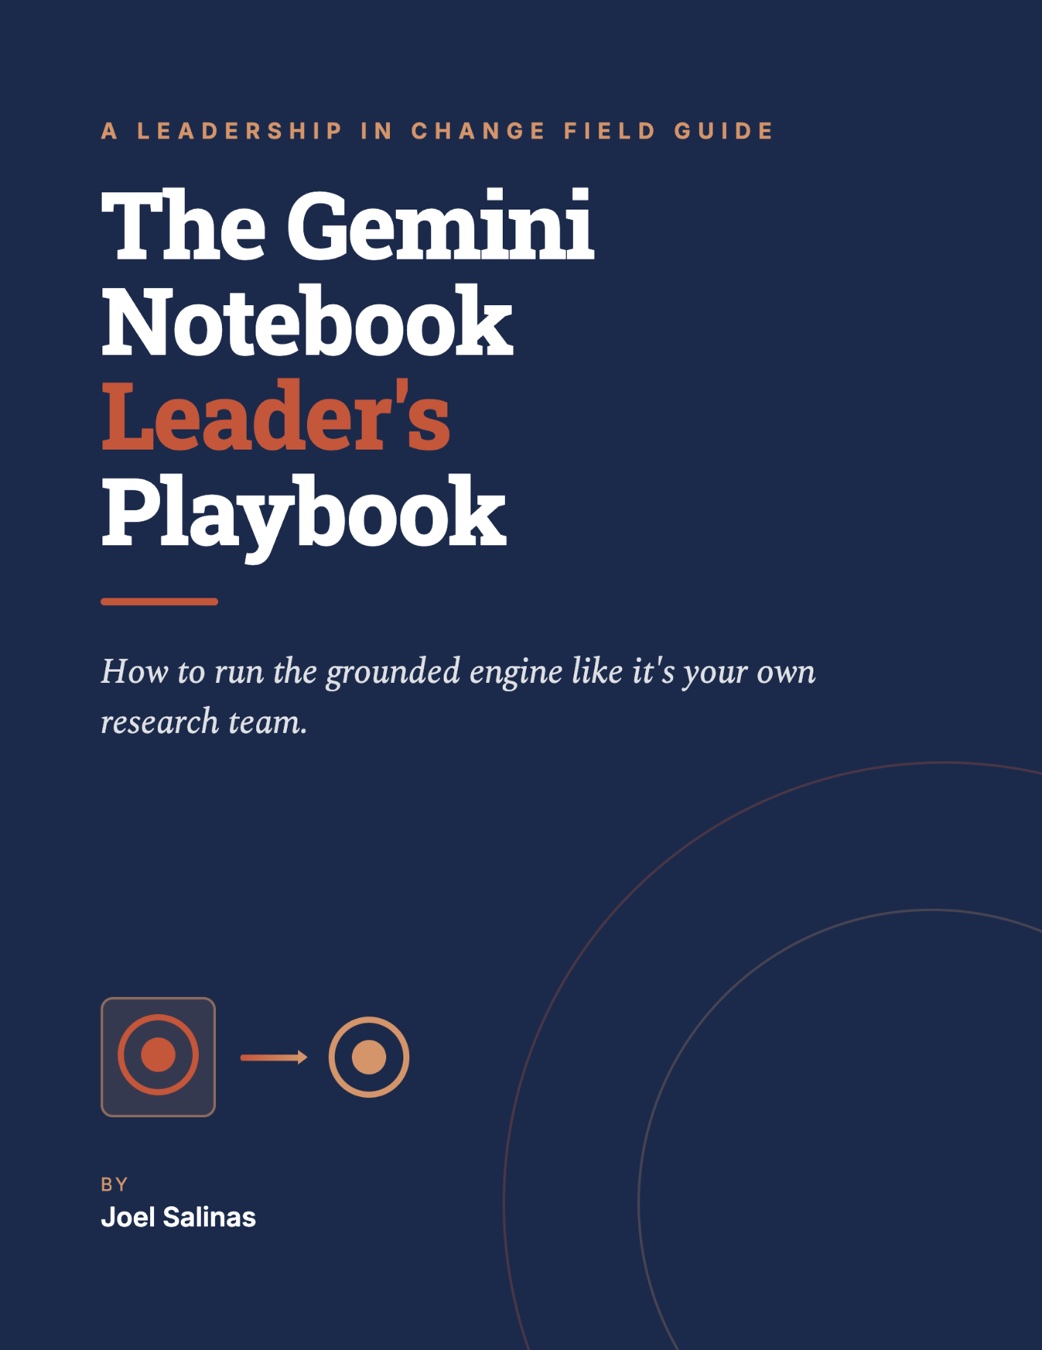 A LEADERSHIP IN CHANGE FIELD GUIDE
The Gemini
Notebook
Leader's
Playbook
How to run the grounded engine like it's your own
research team.
BY
Joel Salinas